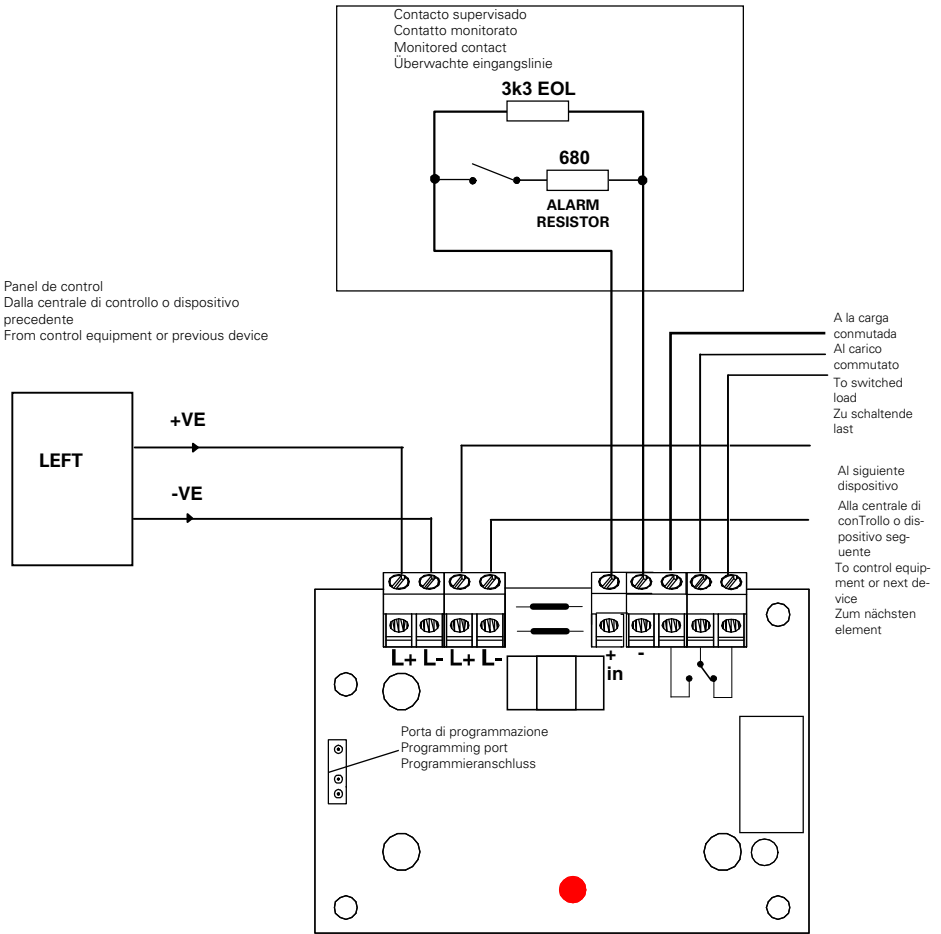 Contacto supervisado
Contatto monitorato
Monitored contact
Überwachte eingangslinie
3k3 EOL
680
ALARM
RESISTOR
Panel de control
Dalla centrale di controllo o dispositivo
precedente
From control equipment or previous device
LEFT
+VE
-VE
A la carga
conmutada
Al carico
commutato
To switched
load
Zu schaltende
last
Al siguiente
dispositivo
Alla centrale di
conTrollo o dis-
positivo seg-
uente
To control equip-
ment or next de-
vice
Zum nächsten
element
L+ L- L+ L-
+ -
in
Porta di programmazione
Programming port
Programmieranschluss